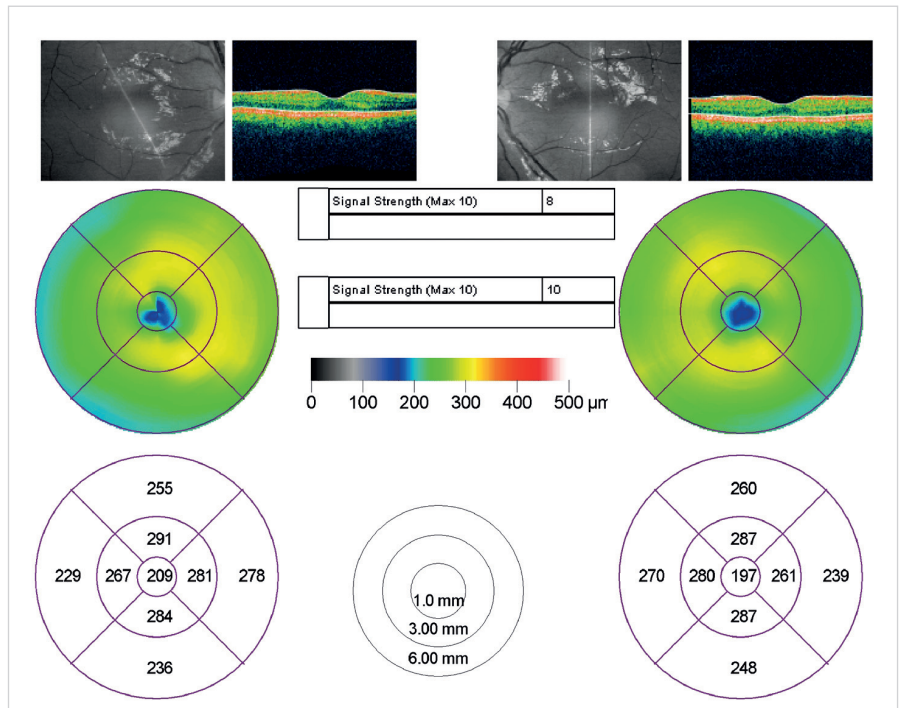 Signal Strength (Max 10) 8
Signal Strength (Max 10) 10
0 100 200 300 400 500 µm
255
291
229 267 209 281 278
284
236
1.0 mm
3.00 mm
6.00 mm
260
287
270 280 197 261 239
287
248